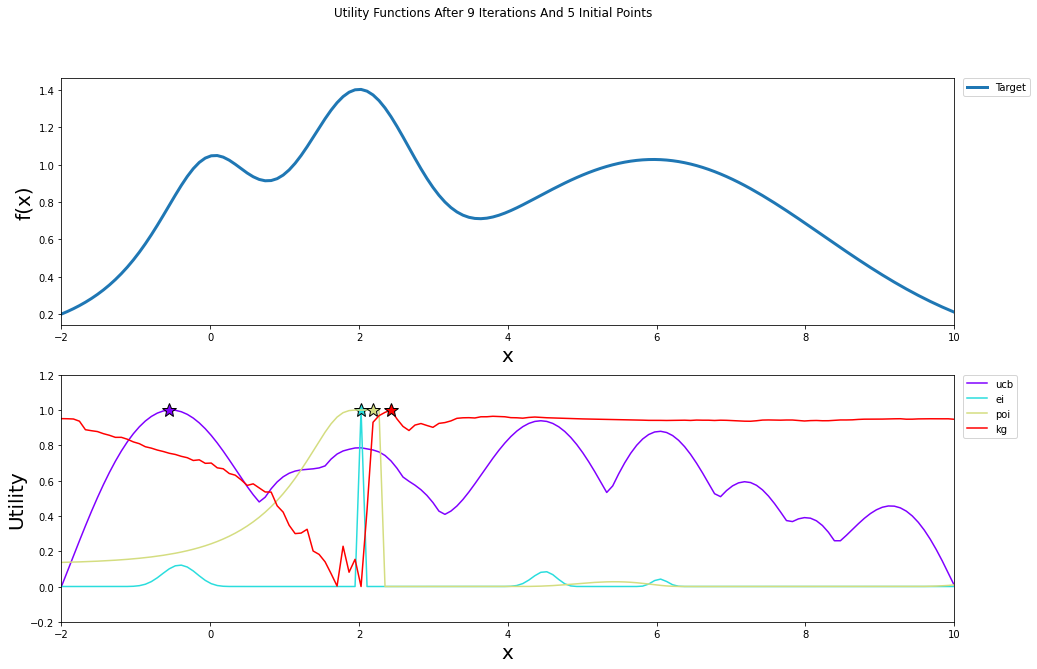 Utility Functions After 9 Iterations And 5 Initial Points
Target
1.4
1.2
1.0
0.8
0.6
0.4
0.2
f(x)
−2
0
2
4
6
8
10
x
ucb
ei
poi
kg
1.2
1.0
0.8
0.6
0.4
0.2
0.0
−0.2
Utility
−2
0
2
4
6
8
10
x